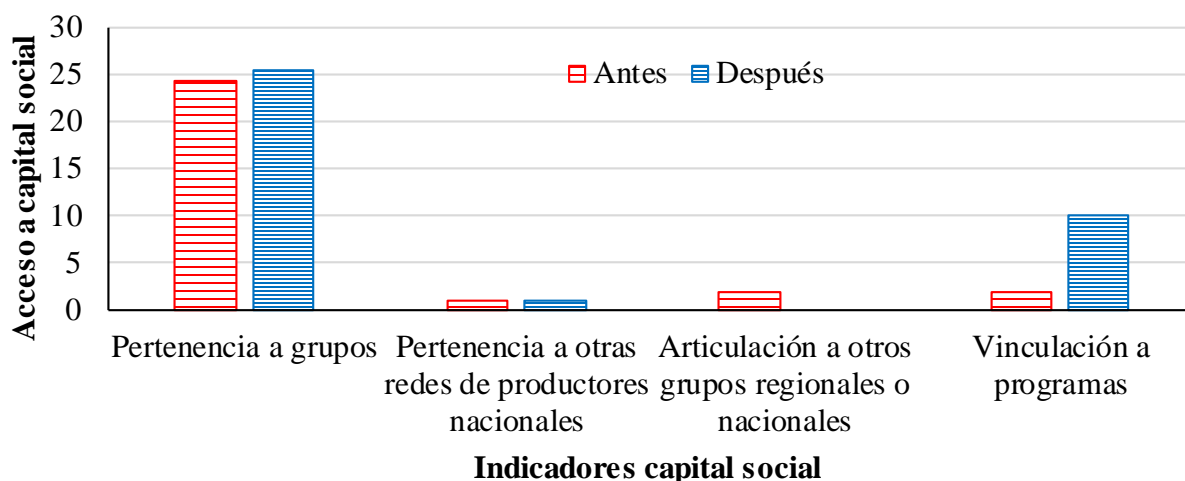 Acceso a capital social
30
25
20
15
10
5
0
Antes
Después
Pertenencia a grupos
Pertenencia a otras
redes de productores
nacionales
Articulación a otros
grupos regionales o
nacionales
Vinculación a
programas
Indicadores capital social